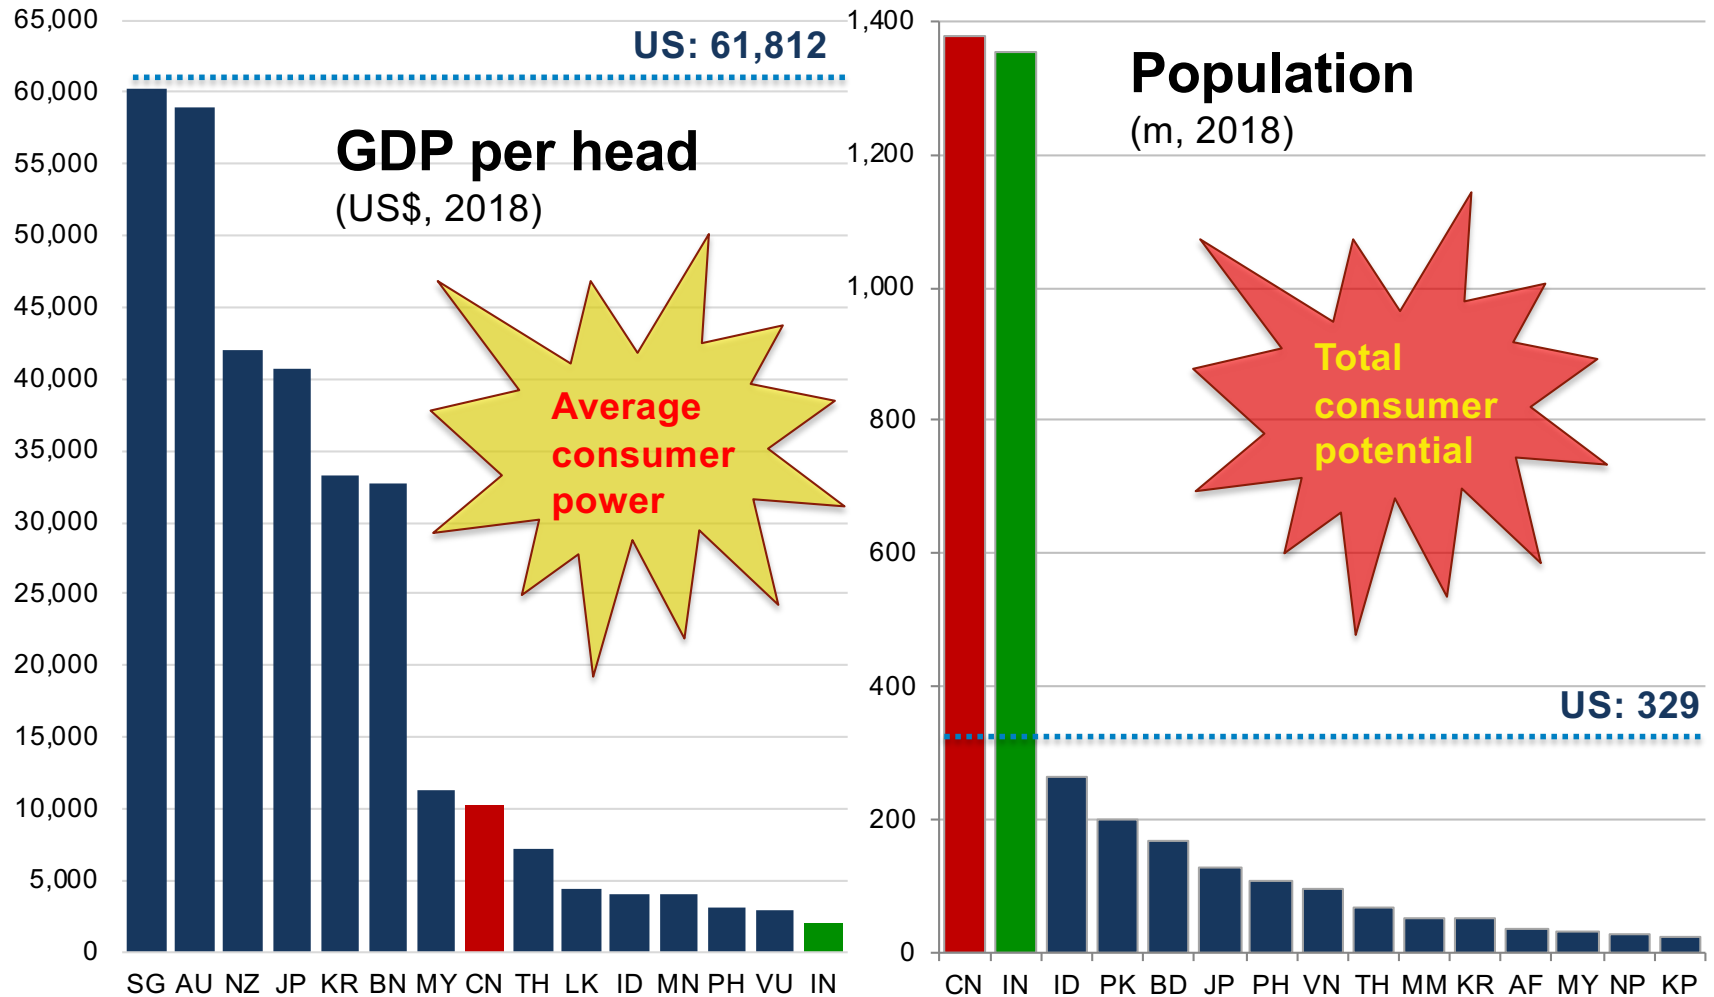 65,000
60,000
55,000
50,000
45,000
40,000
35,000
30,000
25,000
20,000
15,000
10,000
5,000
0
US: 61,812
GDP per head
(US$, 2018)
Average
consumer
power
SG AU NZ JP KR BN MY CN TH LK ID MN PH VU IN
1,400
1,200
1,000
800
600
400
200
0
Population
(m, 2018)
Total
consumer
potential
US: 329
CN IN ID PK BD JP PH VN TH MM KR AF MY NP KP